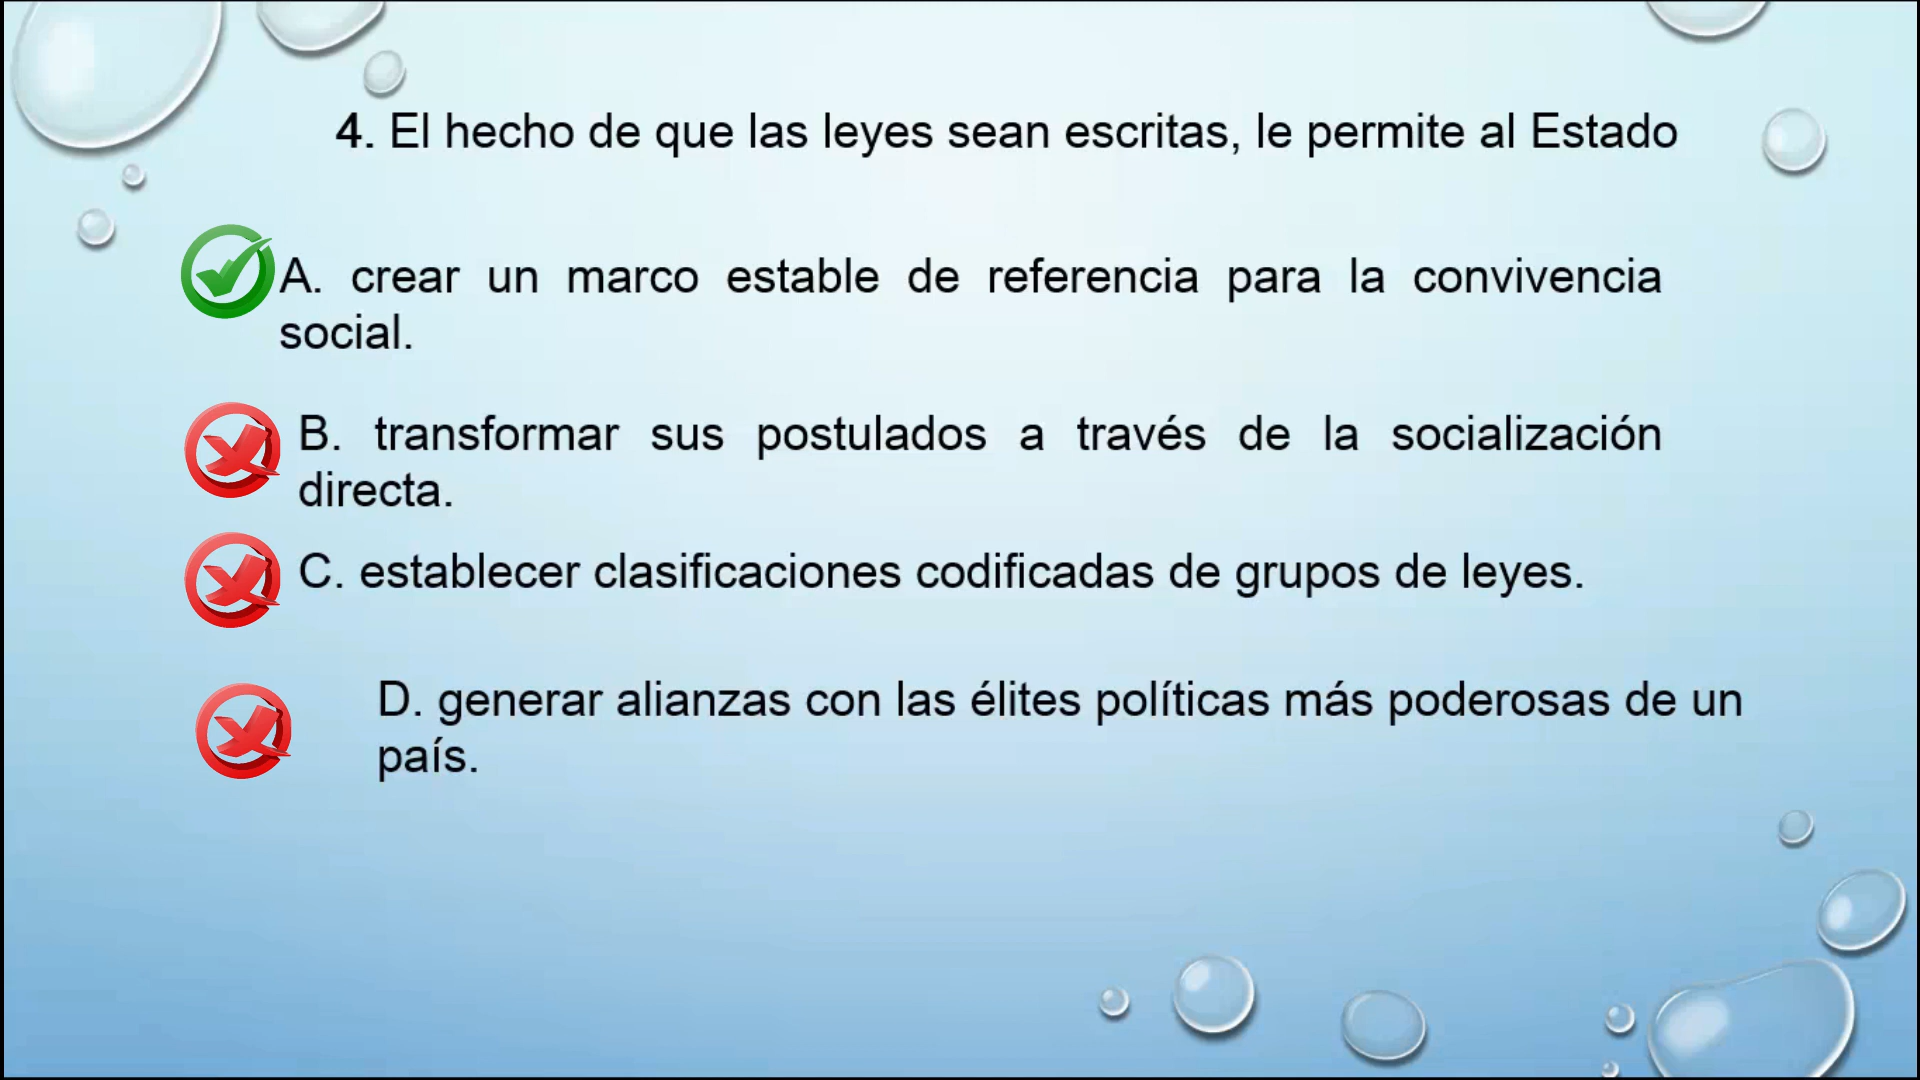 4. El hecho de que las leyes sean escritas, le permite al Estado
A. crear un marco estable de referencia para la convivencia
social.
B. transformar sus postulados a través de la socialización
directa.
C. establecer clasificaciones codificadas de grupos de leyes.
D. generar alianzas con las élites políticas más poderosas de un
país.